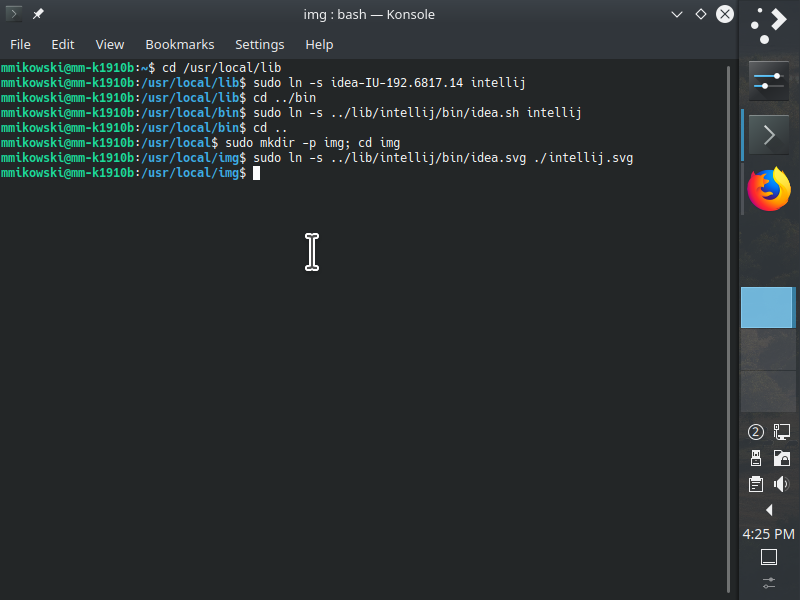 img : bash — Konsole
File Edit View Bookmarks Settings Help
mmikowski@mm-k1910b:~$ cd /usr/local/lib
mmikowski@mm-k1910b:/usr/local/lib$ sudo ln -s idea-IU-192.6817.14 intellij
mmikowski@mm-k1910b:/usr/local/lib$ cd ../bin
mmikowski@mm-k1910b:/usr/local/bin$ sudo ln -s ../lib/intellij/bin/idea.sh intellij
mmikowski@mm-k1910b:/usr/local/bin$ cd ..
mmikowski@mm-k1910b:/usr/local$ sudo mkdir -p img; cd img
mmikowski@mm-k1910b:/usr/local/img$ sudo ln -s ../lib/intellij/bin/idea.svg ./intellij.svg
mmikowski@mm-k1910b:/usr/local/img$
2
4:25 PM